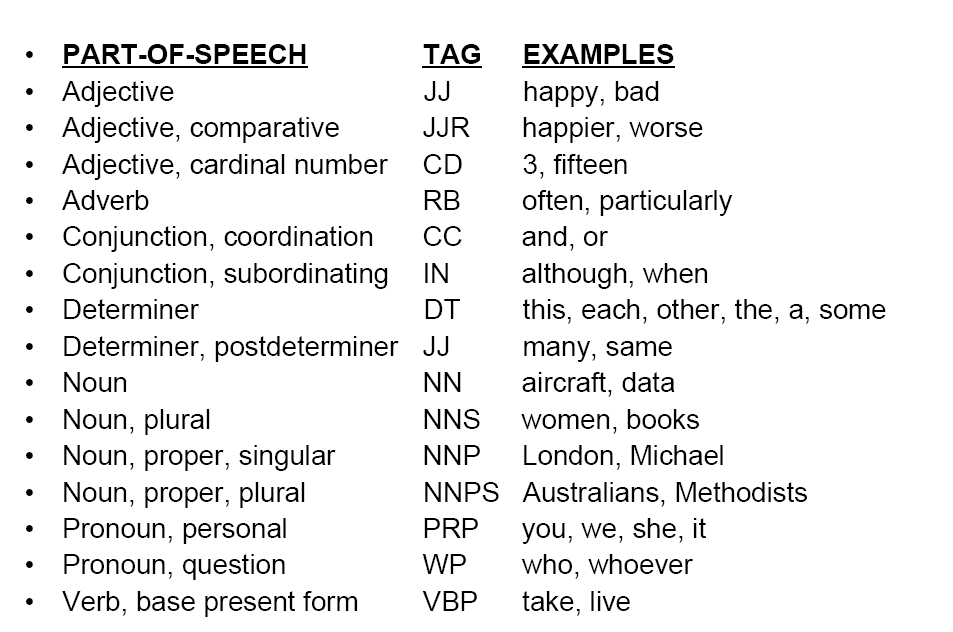 • PART-OF-SPEECH TAG EXAMPLES
• Adjective JJ happy, bad
• Adjective, comparative JJR happier, worse
• Adjective, cardinal number CD 3, fifteen
• Adverb RB often, particularly
• Conjunction, coordination CC and, or
• Conjunction, subordinating IN although, when
• Determiner DT this, each, other, the, a, some
• Determiner, postdeterminer JJ many, same
• Noun NN aircraft, data
• Noun, plural NNS women, books
• Noun, proper, singular NNP London, Michael
• Noun, proper, plural NNPS Australians, Methodists
• Pronoun, personal PRP you, we, she, it
• Pronoun, question WP who, whoever
• Verb, base present form VBP take, live